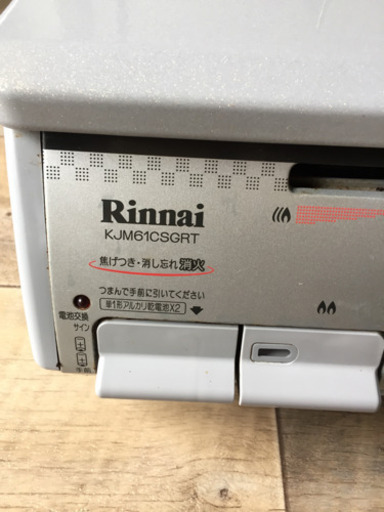 Rinnai
KJM61CSGRT
焦げつき・消し忘れ消火
つまんで手前に引いてください
単1形アルカリ乾電池X2
電池交換
サイン
手前